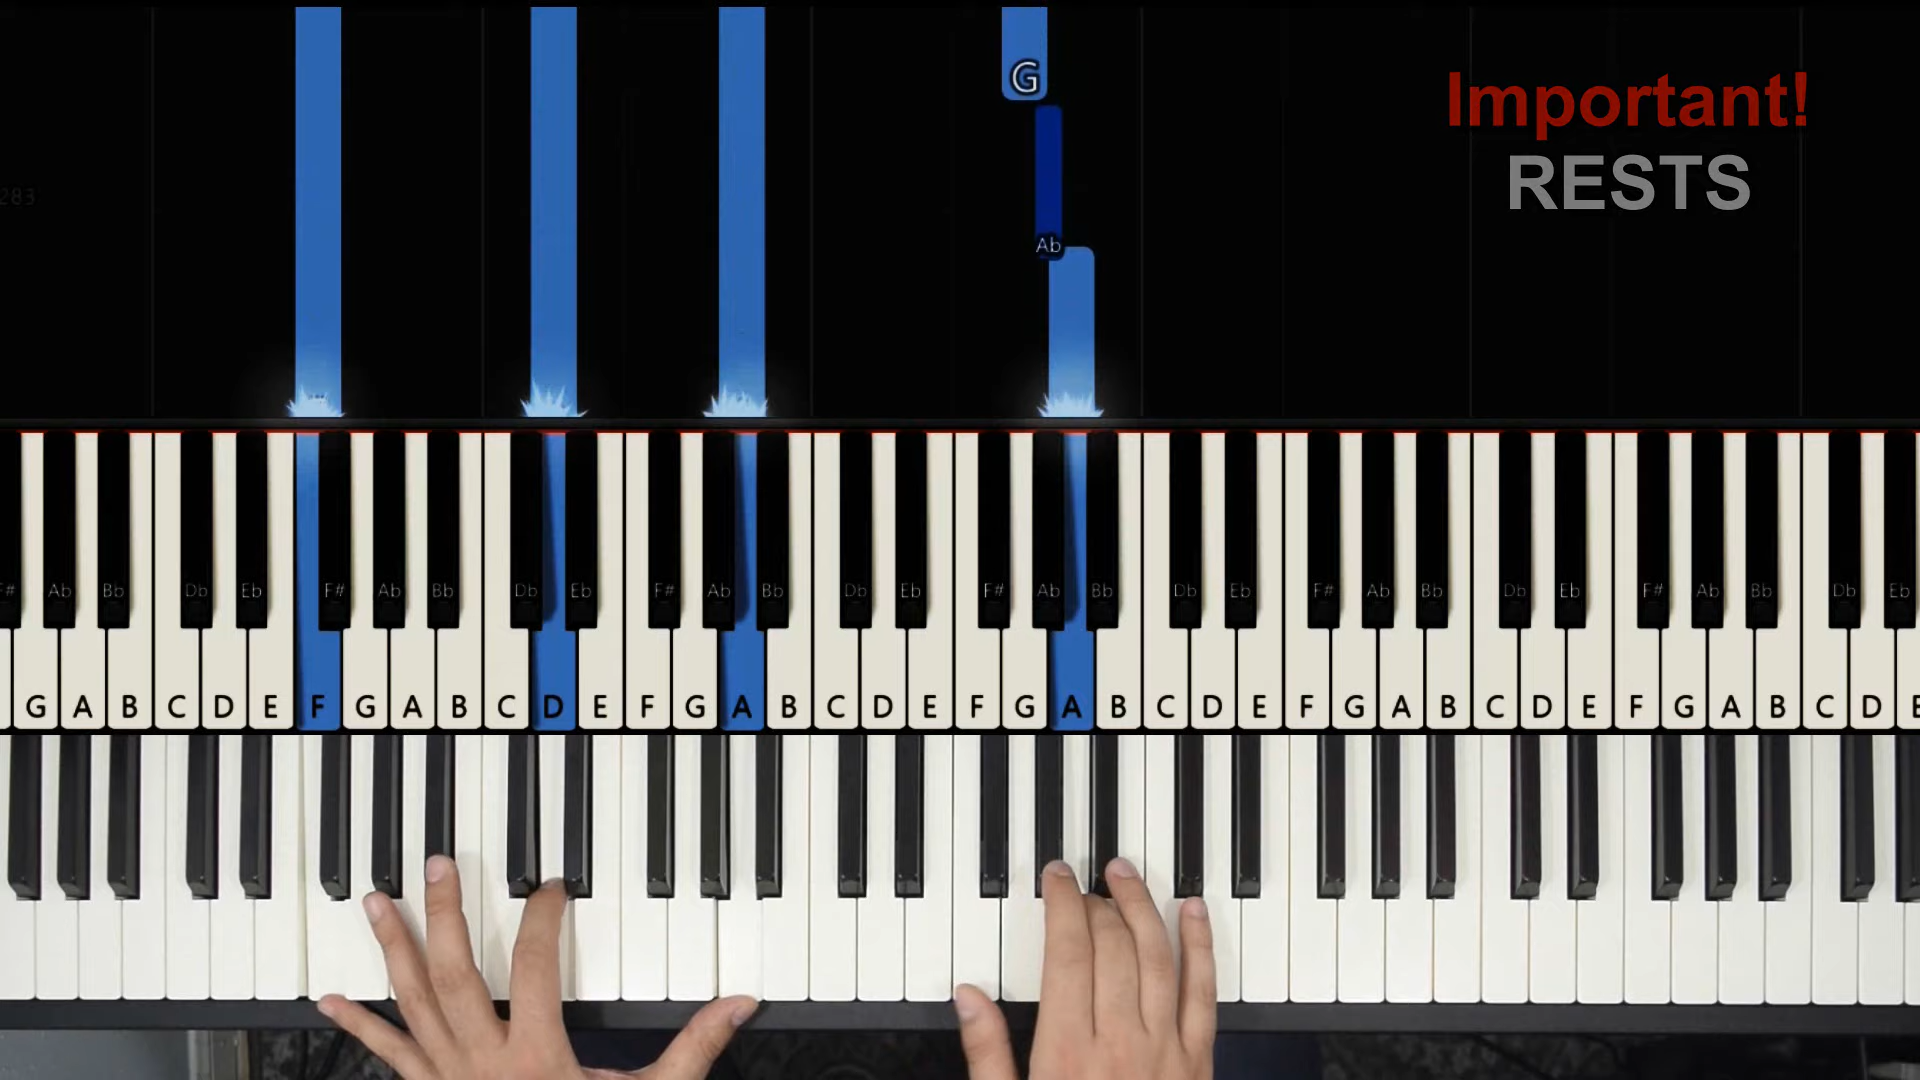 G
Important!
RESTS
283
Ab
F# Ab Bb Db Eb F# Ab Bb Db Eb F# Ab Bb Db Eb F# Ab Bb Db Eb F# Ab Bb Db Eb F# Ab Bb Db Eb
G A B C D E F G A B C D E F G A B C D E F G A B C D E F G A B C D E F G A B C D E